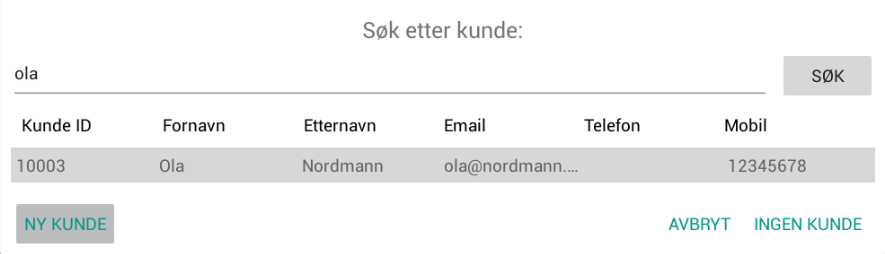 Søk etter kunde:
ola SØK
Kunde ID Fornavn Etternavn Email Telefon Mobil
10003 Ola Nordmann ola@nordmann.... 12345678
NY KUNDE AVBRYT INGEN KUNDE